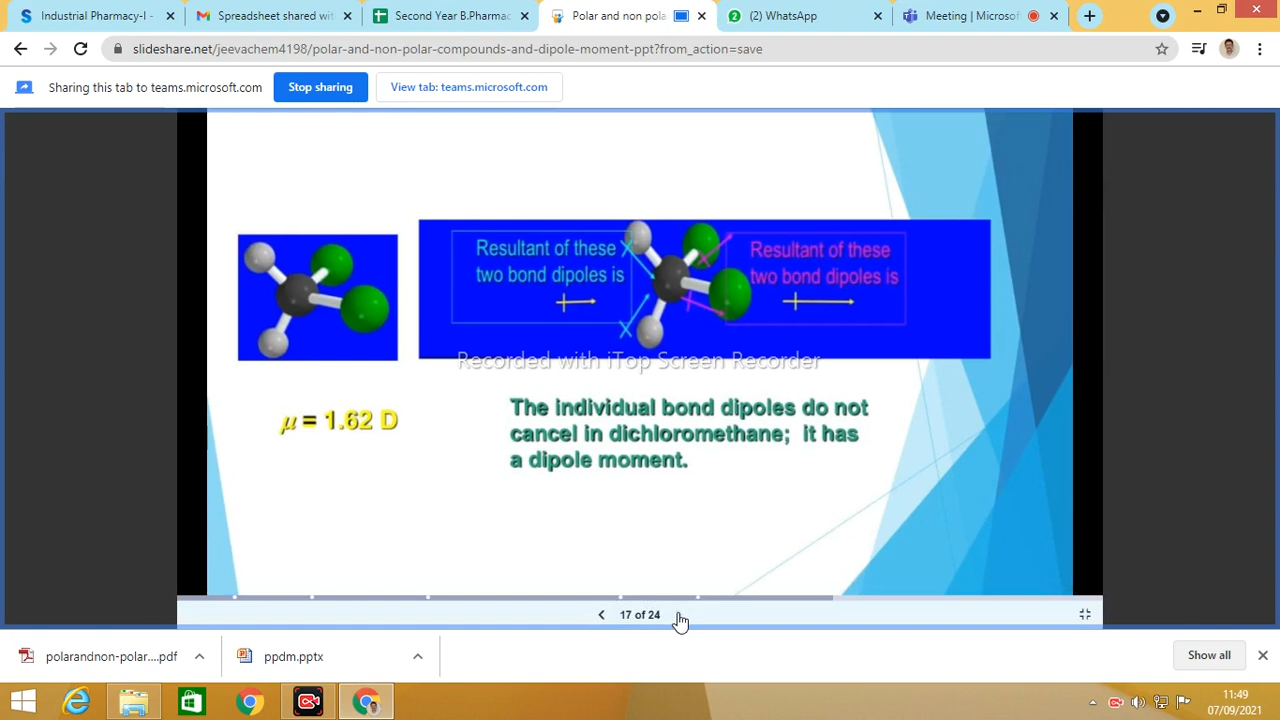 Industrial Pharmacy-I -
Spreadsheet shared wit
Second Year B.Pharmac
Polar and non pola
(2) WhatsApp
Meeting | Microsof
slideshare.net/jeevachem4198/polar-and-non-polar-compounds-and-dipole-moment-ppt?from_action=save
Sharing this tab to teams.microsoft.com
Stop sharing
View tab: teams.microsoft.com
Resultant of these
two bond dipoles is
Resultant of these
two bond dipoles is
Recorded with iTop Screen Recorder
μ = 1.62 D
The individual bond dipoles do not
cancel in dichloromethane; it has
a dipole moment.
17 of 24
polarandnon-polar....pdf
ppdm.pptx
Show all
11:49
07/09/2021